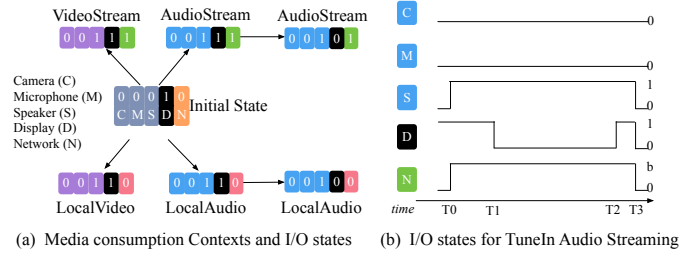 VideoStream AudioStream AudioStream
0 0 1 1 1 0 0 1 1 1 0 0 1 0 1
Camera (C)
Microphone (M)
Speaker (S)
Display (D)
Network (N)
0 0 0 1 0
C M S D N
Initial State
0 0 1 1 0 0 0 1 1 0 0 0 1 0 0
LocalVideo LocalAudio LocalAudio
(a) Media consumption Contexts and I/O states
C 0
M 0
S 1 0
D 1 0
N b 0
time T0 T1 T2 T3
(b) I/O states for TuneIn Audio Streaming